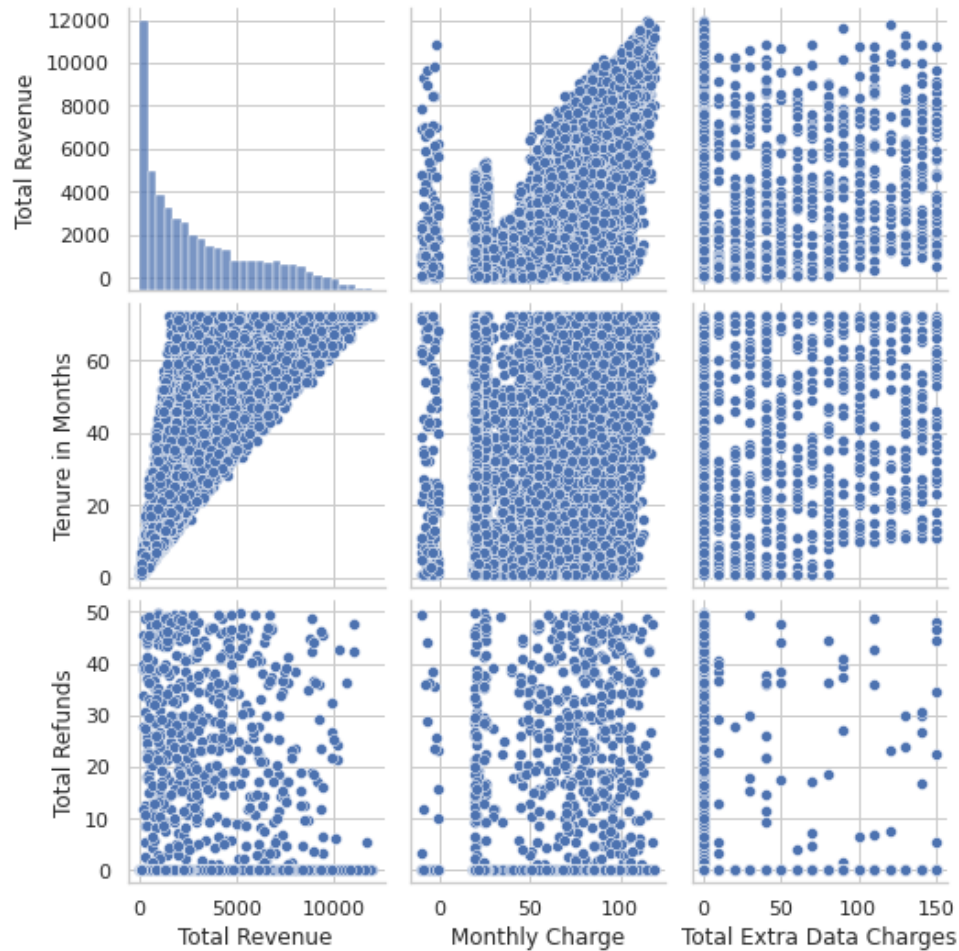 12000
10000
8000
6000
4000
2000
0
Total Revenue
60
40
20
0
Tenure in Months
50
40
30
20
10
0
Total Refunds
0 5000 10000
0 50 100
0 50 100 150
Total Revenue
Monthly Charge
Total Extra Data Charges